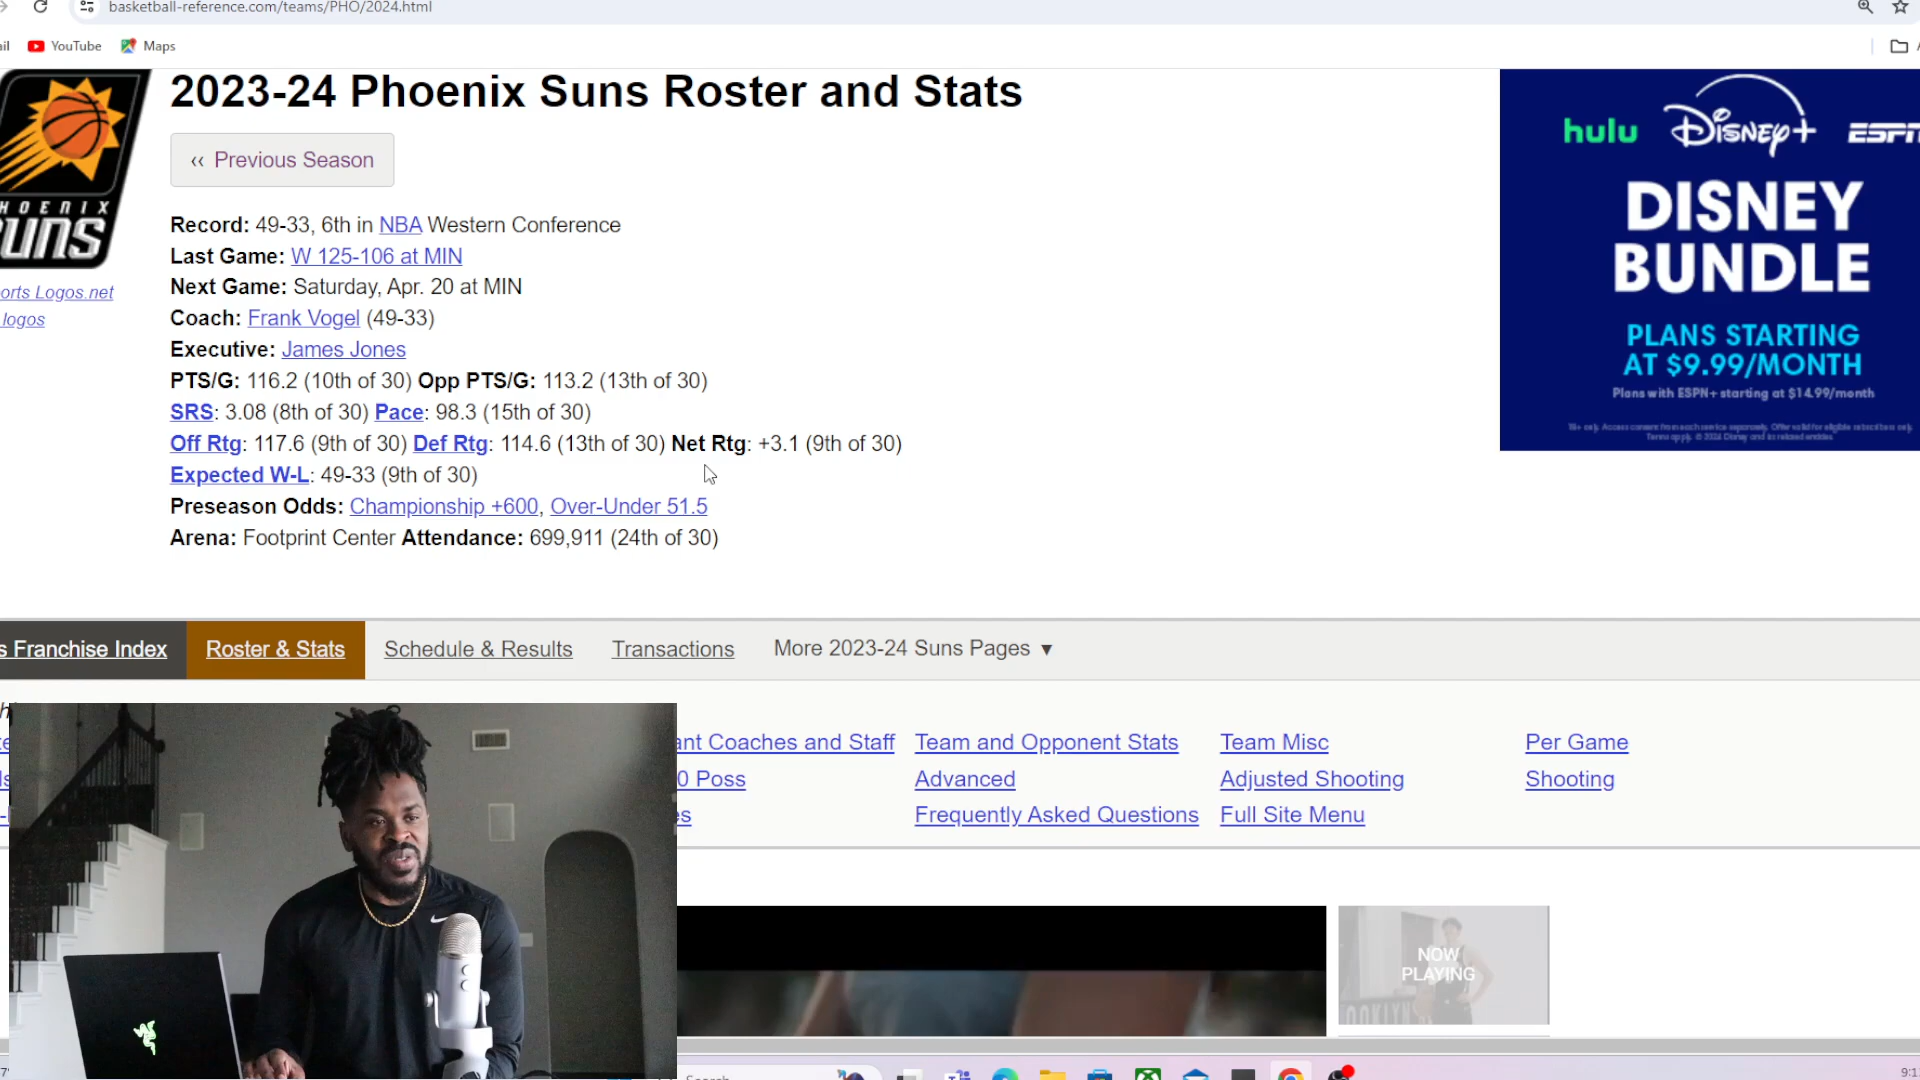 basketball-reference.com/teams/PHO/2024.html
YouTube Maps
2023-24 Phoenix Suns Roster and Stats
‹‹ Previous Season
Record: 49-33, 6th in NBA Western Conference
Last Game: W 125-106 at MIN
Next Game: Saturday, Apr. 20 at MIN
Coach: Frank Vogel (49-33)
Executive: James Jones
PTS/G: 116.2 (10th of 30) Opp PTS/G: 113.2 (13th of 30)
SRS: 3.08 (8th of 30) Pace: 98.3 (15th of 30)
Off Rtg: 117.6 (9th of 30) Def Rtg: 114.6 (13th of 30) Net Rtg: +3.1 (9th of 30)
Expected W-L: 49-33 (9th of 30)
Preseason Odds: Championship +600, Over-Under 51.5
Arena: Footprint Center Attendance: 699,911 (24th of 30)
HOENIX
UNS
orts Logos.net
logos
hulu Disney+ ESPN
DISNEY
BUNDLE
PLANS STARTING
AT $9.99/MONTH
Plans with ESPN+ starting at $14.99/month
s Franchise Index Roster & Stats Schedule & Results Transactions More 2023-24 Suns Pages ▼
ant Coaches and Staff Team and Opponent Stats Team Misc Per Game
0 Poss Advanced Adjusted Shooting Shooting
es Frequently Asked Questions Full Site Menu
NOW
PLAYING
Search
9:1